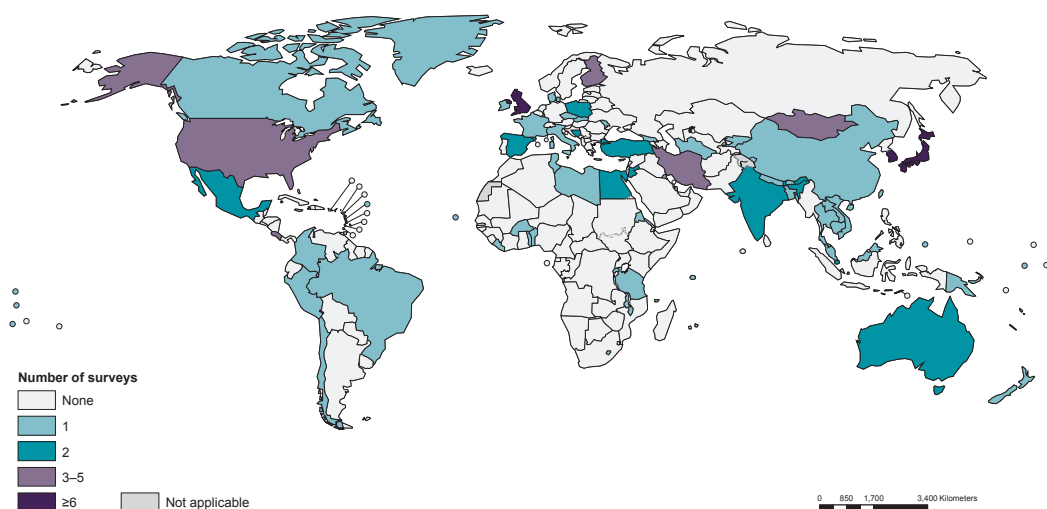 Number of surveys
None
1
2
3–5
≥6
Not applicable
0 850 1,700 3,400 Kilometers